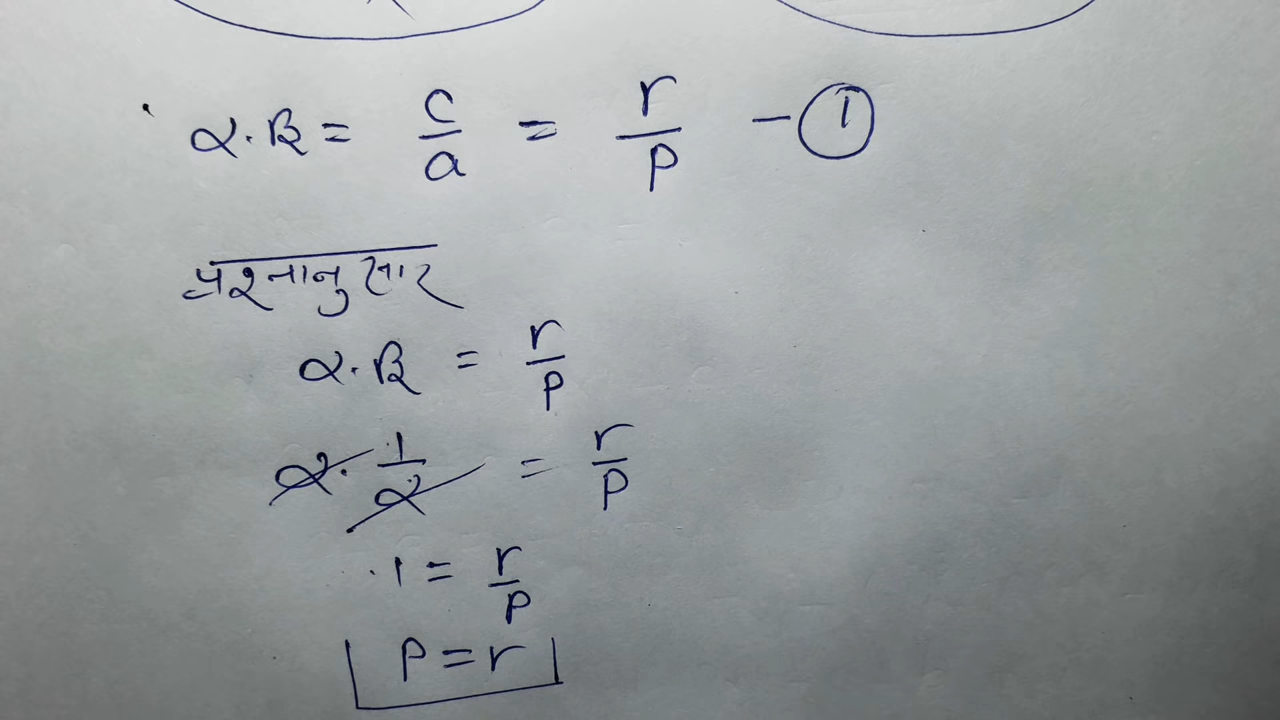 α.β = c/a = r/p - ①
प्रश्नानुसार
α.β = r/p
α. 1/α = r/p
.1 = r/p
P = r